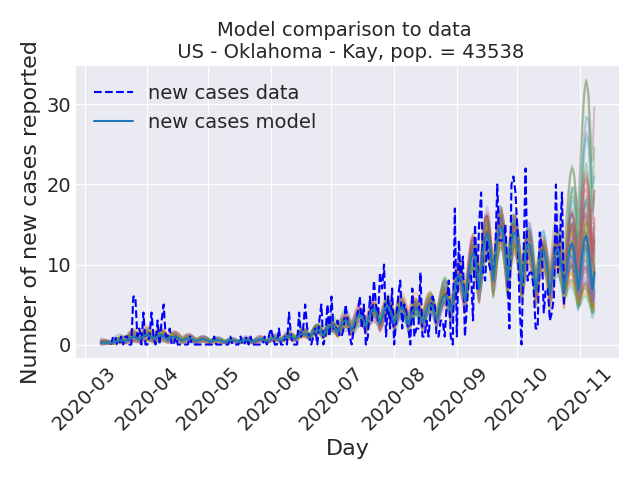 Model comparison to data
US - Oklahoma - Kay, pop. = 43538
Number of new cases reported
new cases data
new cases model
30
20
10
0
2020-03
2020-04
2020-05
2020-06
2020-07
2020-08
2020-09
2020-10
2020-11
Day